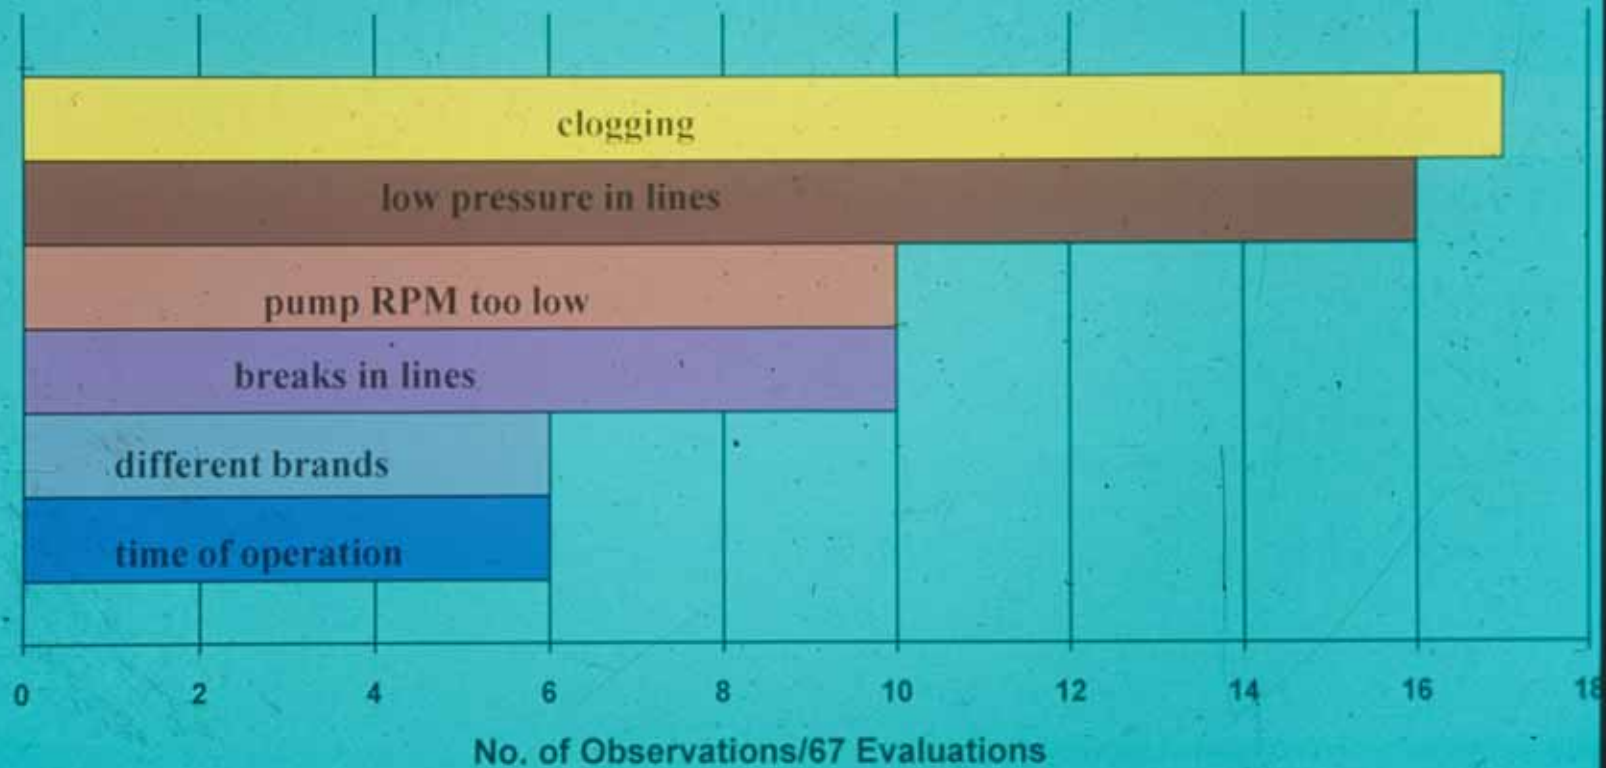 clogging
low pressure in lines
pump RPM too low
breaks in lines
different brands
time of operation
0 2 4 6 8 10 12 14 16 18
No. of Observations/67 Evaluations